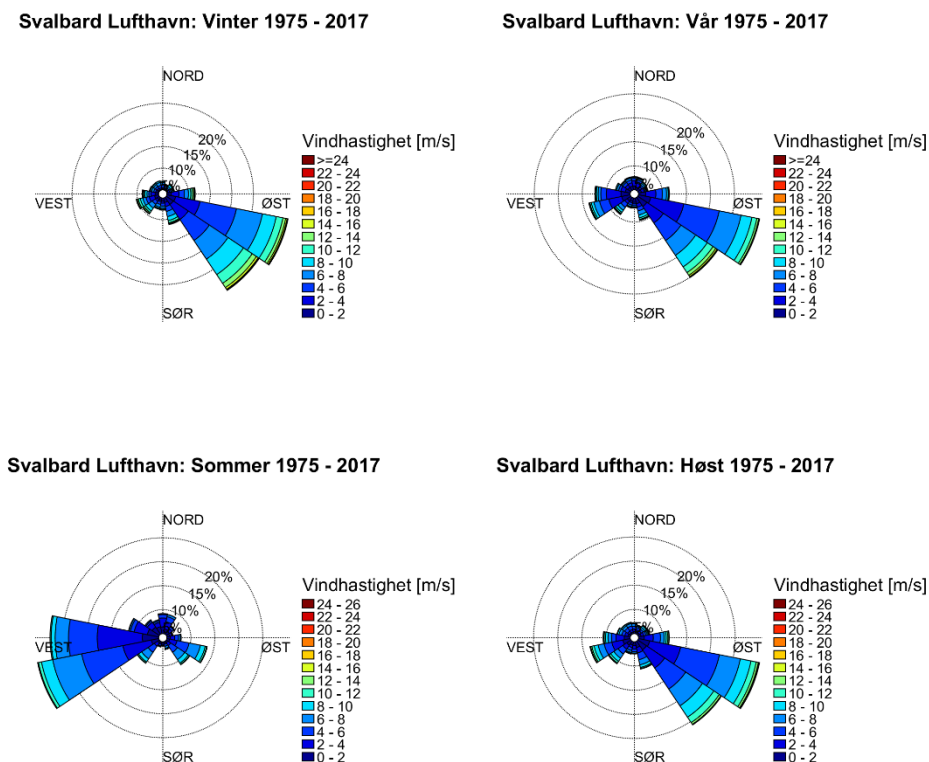 Svalbard Lufthavn: Vinter 1975 - 2017
NORD
20%
15%
10%
5%
VEST
ØST
SØR
Vindhastighet [m/s]
>=24
22 - 24
20 - 22
18 - 20
16 - 18
14 - 16
12 - 14
10 - 12
8 - 10
6 - 8
4 - 6
2 - 4
0 - 2
Svalbard Lufthavn: Vår 1975 - 2017
NORD
20%
15%
10%
5%
VEST
ØST
SØR
Vindhastighet [m/s]
>=24
22 - 24
20 - 22
18 - 20
16 - 18
14 - 16
12 - 14
10 - 12
8 - 10
6 - 8
4 - 6
2 - 4
0 - 2
Svalbard Lufthavn: Sommer 1975 - 2017
NORD
20%
15%
10%
5%
VEST
ØST
SØR
Vindhastighet [m/s]
24 - 26
22 - 24
20 - 22
18 - 20
16 - 18
14 - 16
12 - 14
10 - 12
8 - 10
6 - 8
4 - 6
2 - 4
0 - 2
Svalbard Lufthavn: Høst 1975 - 2017
NORD
20%
15%
10%
5%
VEST
ØST
SØR
Vindhastighet [m/s]
24 - 26
22 - 24
20 - 22
18 - 20
16 - 18
14 - 16
12 - 14
10 - 12
8 - 10
6 - 8
4 - 6
2 - 4
0 - 2